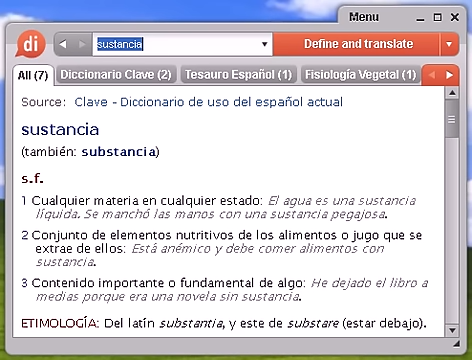 Menu
di
sustancia
Define and translate
All (7)
Diccionario Clave (2)
Tesauro Español (1)
Fisiología Vegetal (1)
Source: Clave - Diccionario de uso del español actual
sustancia
(también: substancia)
s.f.
1 Cualquier materia en cualquier estado: El agua es una sustancia
líquida. Se manchó las manos con una sustancia pegajosa.
2 Conjunto de elementos nutritivos de los alimentos o jugo que se
extrae de ellos: Está anémico y debe comer alimentos con
sustancia.
3 Contenido importante o fundamental de algo: He dejado el libro a
medias porque era una novela sin sustancia.
ETIMOLOGÍA: Del latín substantia, y este de substare (estar debajo).